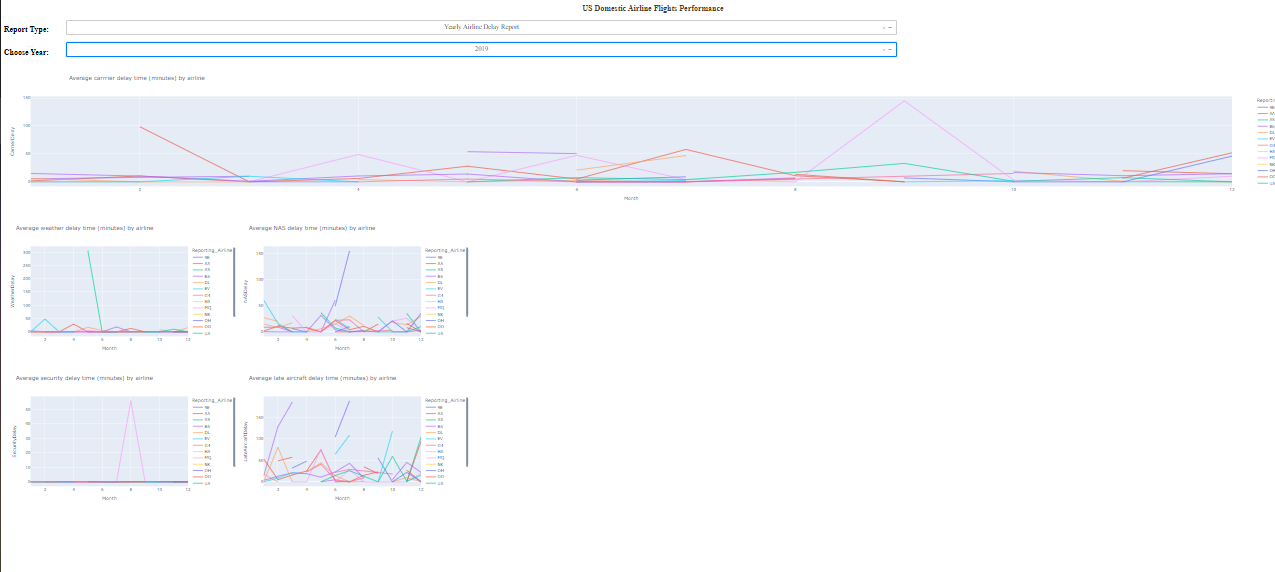 US Domestic Airline Flights Performance
Report Type:
Yearly Airline Delay Report
Choose Year:
2019
Average carrrier delay time (minutes) by airline
CarrierDelay
150
100
50
0
2
4
6
8
10
12
Month
Reporti
9E
AA
AS
B6
DL
EV
G4
HA
MQ
NK
OH
OO
UA
Average weather delay time (minutes) by airline
WeatherDelay
300
250
200
150
100
50
0
2
4
6
8
10
12
Month
Reporting_Airline
9E
AA
AS
B6
DL
EV
G4
HA
MQ
NK
OH
OO
UA
Average NAS delay time (minutes) by airline
NASDelay
150
100
50
0
2
4
6
8
10
12
Month
Reporting_Airline
9E
AA
AS
B6
DL
EV
G4
HA
MQ
NK
OH
OO
UA
Average security delay time (minutes) by airline
SecurityDelay
50
40
30
20
10
0
2
4
6
8
10
12
Month
Reporting_Airline
9E
AA
AS
B6
DL
EV
G4
HA
MQ
NK
OH
OO
UA
Average late aircraft delay time (minutes) by airline
LateAircraftDelay
150
100
50
0
2
4
6
8
10
12
Month
Reporting_Airline
9E
AA
AS
B6
DL
EV
G4
HA
MQ
NK
OH
OO
UA